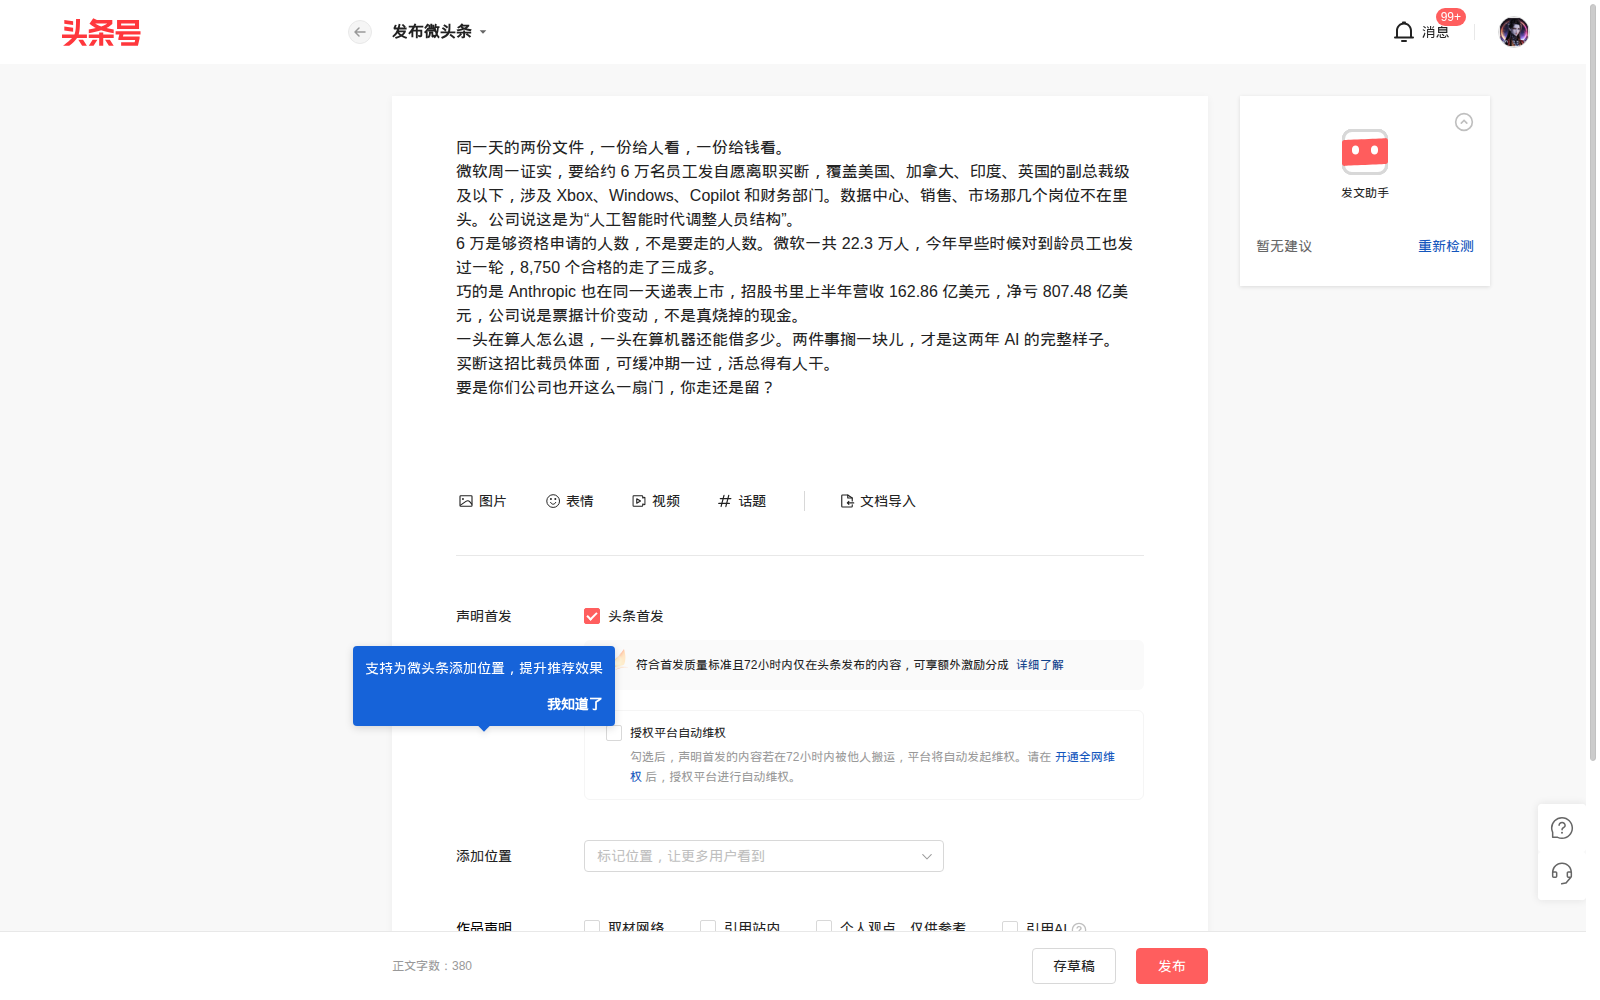 头条号
发布微头条
消息
99+
同一天的两份文件，一份给人看，一份给钱看。
微软周一证实，要给约 6 万名员工发自愿离职买断，覆盖美国、加拿大、印度、英国的副总裁级
及以下，涉及 Xbox、Windows、Copilot 和财务部门。数据中心、销售、市场那几个岗位不在里
头。公司说这是为“人工智能时代调整人员结构”。
6 万是够资格申请的人数，不是要走的人数。微软一共 22.3 万人，今年早些时候对到龄员工也发
过一轮，8,750 个合格的走了三成多。
巧的是 Anthropic 也在同一天递表上市，招股书里上半年营收 162.86 亿美元，净亏 807.48 亿美
元，公司说是票据计价变动，不是真烧掉的现金。
一头在算人怎么退，一头在算机器还能借多少。两件事搁一块儿，才是这两年 AI 的完整样子。
买断这招比裁员体面，可缓冲期一过，活总得有人干。
要是你们公司也开这么一扇门，你走还是留？
发文助手
暂无建议 重新检测
图片 表情 视频 话题 文档导入
声明首发 头条首发
符合首发质量标准且72小时内仅在头条发布的内容，可享额外激励分成 详细了解
支持为微头条添加位置，提升推荐效果
我知道了
授权平台自动维权
勾选后，声明首发的内容若在72小时内被他人搬运，平台将自动发起维权。请在 开通全网维
权 后，授权平台进行自动维权。
添加位置 标记位置，让更多用户看到
作品声明 取材网络 引用站内 个人观点，仅供参考 引用AI
正文字数：380 存草稿 发布